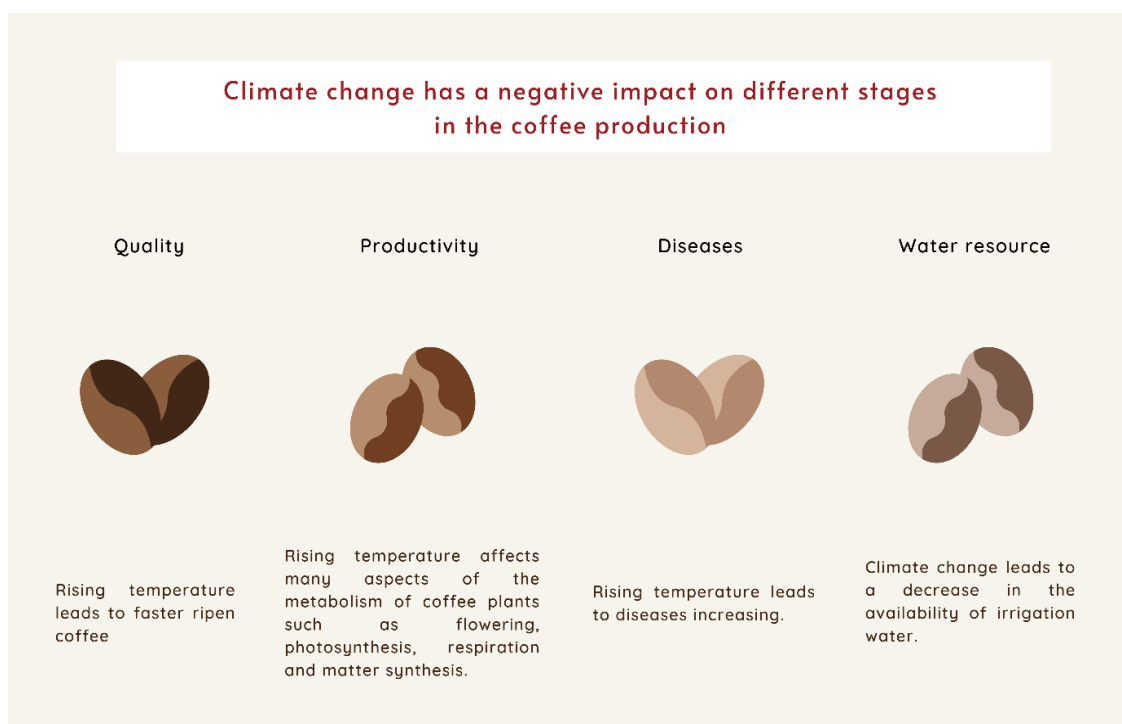 Climate change has a negative impact on different stages
in the coffee production
Quality
Productivity
Diseases
Water resource
Rising temperature
leads to faster ripen
coffee
Rising temperature affects
many aspects of the
metabolism of coffee plants
such as flowering,
photosynthesis, respiration
and matter synthesis.
Rising temperature leads
to diseases increasing.
Climate change leads to
a decrease in the
availability of irrigation
water.